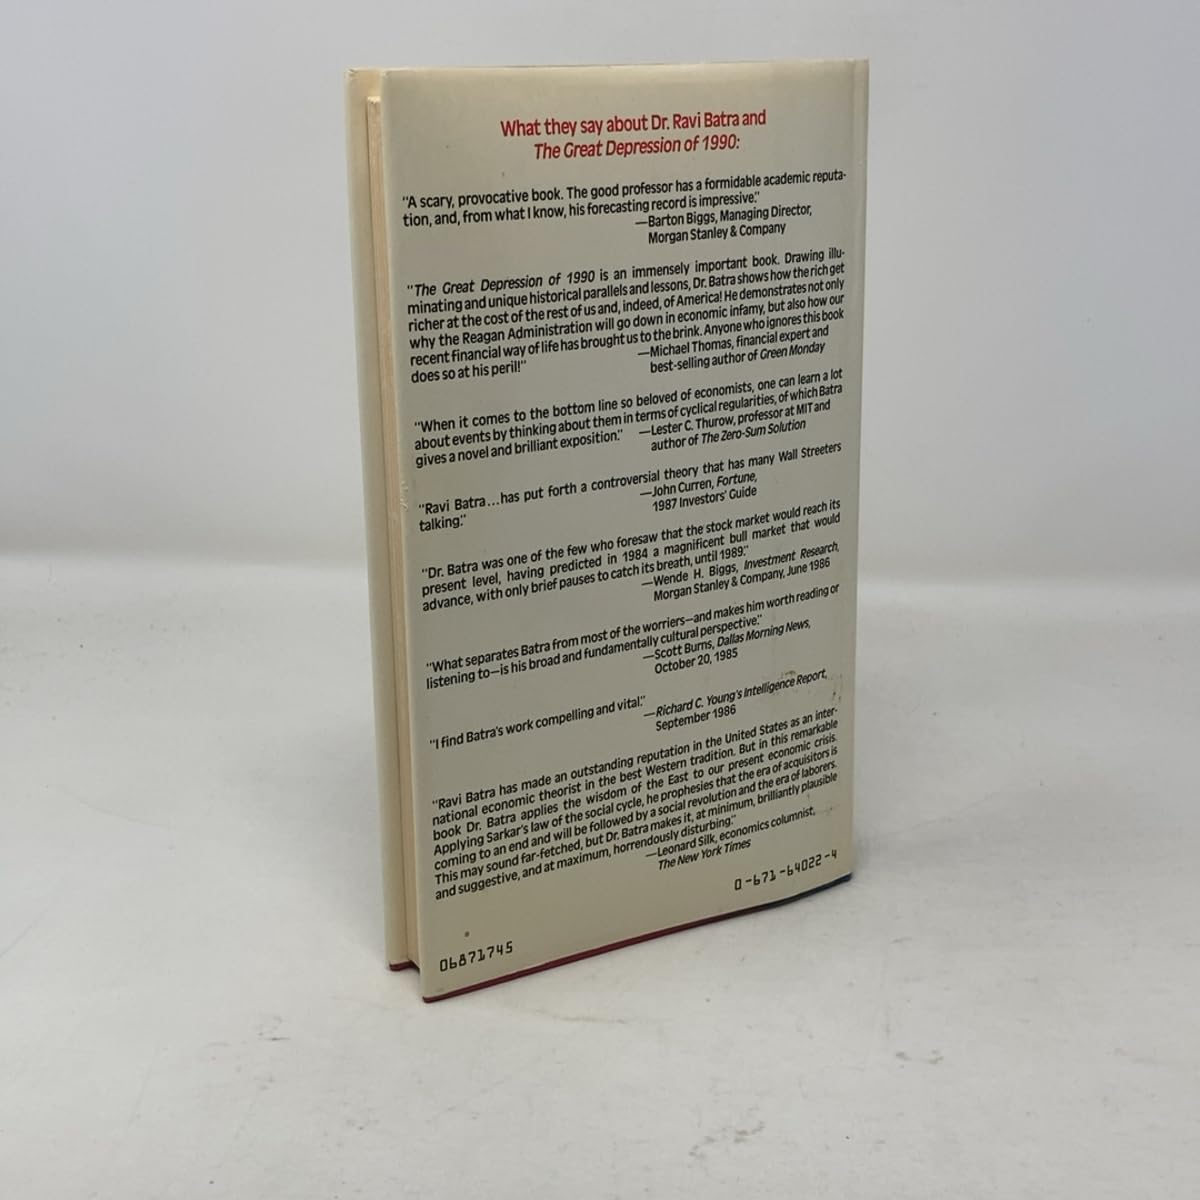 What they say about Dr. Ravi Batra and
The Great Depression of 1990:
"A scary, provocative book. The good professor has a formidable academic reputa-
tion, and, from what I know, his forecasting record is impressive."
—Barton Biggs, Managing Director,
Morgan Stanley & Company
"The Great Depression of 1990 is an immensely important book. Drawing illu-
minating and unique historical parallels and lessons, Dr. Batra shows how the rich get
richer at the cost of the rest of us and, indeed, of America! He demonstrates not only
why the Reagan Administration will go down in economic infamy, but also how our
recent financial way of life has brought us to the brink. Anyone who ignores this book
does so at his peril!"
—Michael Thomas, financial expert and
best-selling author of Green Monday
"When it comes to the bottom line so beloved of economists, one can learn a lot
about events by thinking about them in terms of cyclical regularities, of which Batra
gives a novel and brilliant exposition."
—Lester C. Thurow, professor at MIT and
author of The Zero-Sum Solution
"Ravi Batra...has put forth a controversial theory that has many Wall Streeters
talking."
—John Curren, Fortune,
1987 Investors' Guide
"Dr. Batra was one of the few who foresaw that the stock market would reach its
present level, having predicted in 1984 a magnificent bull market that would
advance, with only brief pauses to catch its breath, until 1989."
—Wende H. Biggs, Investment Research,
Morgan Stanley & Company, June 1986
"What separates Batra from most of the worriers—and makes him worth reading or
listening to—is his broad and fundamentally cultural perspective."
—Scott Burns, Dallas Morning News,
October 20, 1985
"I find Batra's work compelling and vital."
—Richard C. Young's Intelligence Report,
September 1986
"Ravi Batra has made an outstanding reputation in the United States as an inter-
national economic theorist in the best Western tradition. But in this remarkable
book Dr. Batra applies the wisdom of the East to our present economic crisis.
Applying Sarkar's law of the social cycle, he prophesies that the era of acquisitors is
coming to an end and will be followed by a social revolution and the era of laborers.
This may sound far-fetched, but Dr. Batra makes it, at minimum, brilliantly plausible
and suggestive, and at maximum, horrendously disturbing."
—Leonard Silk, economics columnist,
The New York Times
0-671-64022-4
06871745